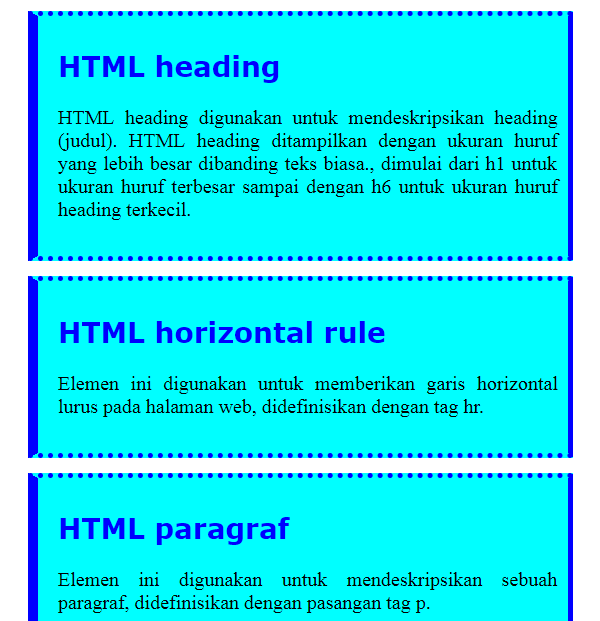 HTML heading
HTML heading digunakan untuk mendeskripsikan heading
(judul). HTML heading ditampilkan dengan ukuran huruf
yang lebih besar dibanding teks biasa., dimulai dari h1 untuk
ukuran huruf terbesar sampai dengan h6 untuk ukuran huruf
heading terkecil.
HTML horizontal rule
Elemen ini digunakan untuk memberikan garis horizontal
lurus pada halaman web, didefinisikan dengan tag hr.
HTML paragraf
Elemen ini digunakan untuk mendeskripsikan sebuah
paragraf, didefinisikan dengan pasangan tag p.